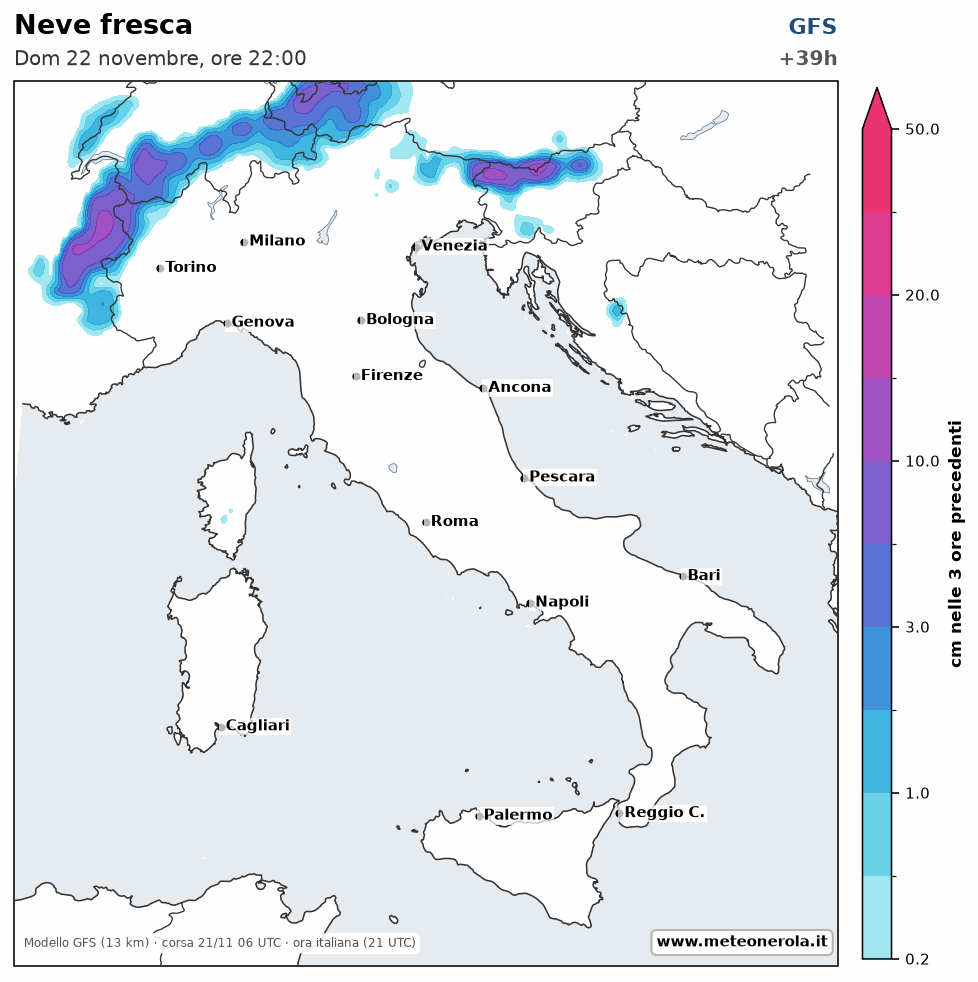 Neve fresca
GFS
Dom 22 novembre, ore 22:00
+39h
50.0
20.0
10.0
3.0
1.0
0.2
cm nelle 3 ore precedenti
Milano
Venezia
Torino
Genova
Bologna
Firenze
Ancona
Pescara
Roma
Bari
Napoli
Cagliari
Palermo
Reggio C.
Modello GFS (13 km) · corsa 21/11 06 UTC · ora italiana (21 UTC)
www.meteonerola.it